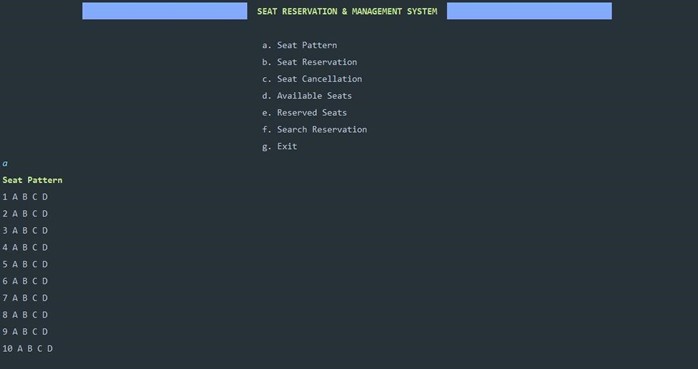 SEAT RESERVATION & MANAGEMENT SYSTEM
a. Seat Pattern
b. Seat Reservation
c. Seat Cancellation
d. Available Seats
e. Reserved Seats
f. Search Reservation
g. Exit
a
Seat Pattern
1 A B C D
2 A B C D
3 A B C D
4 A B C D
5 A B C D
6 A B C D
7 A B C D
8 A B C D
9 A B C D
10 A B C D